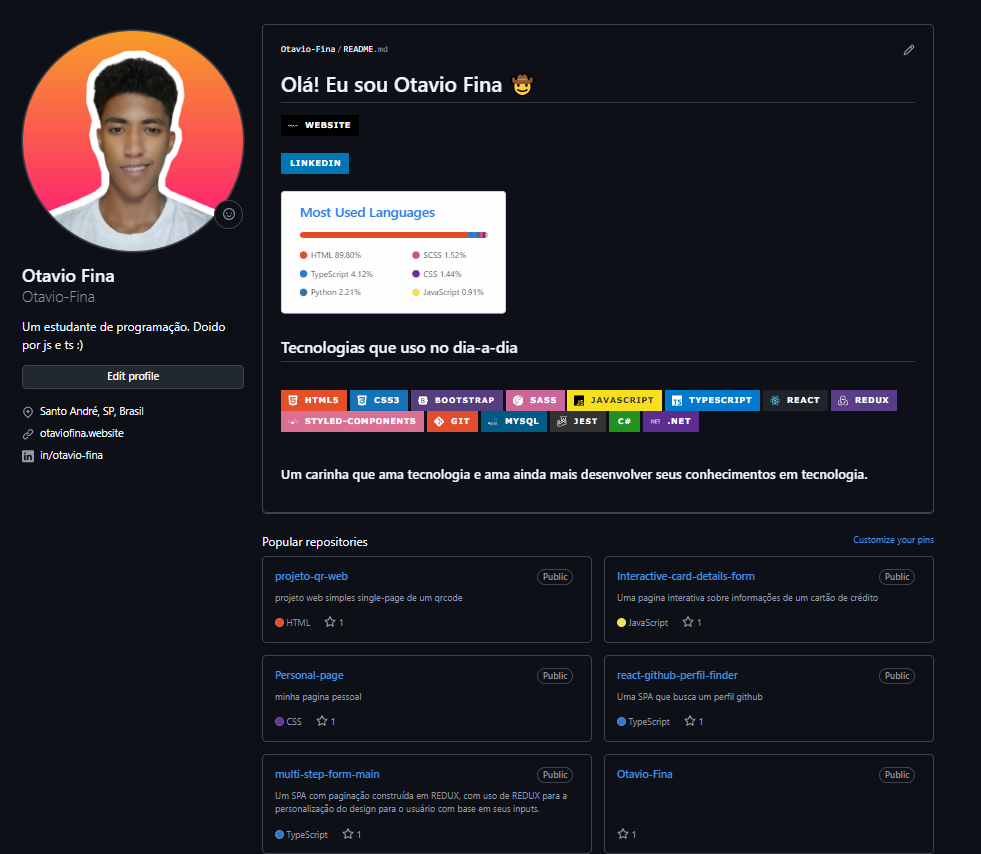 Otavio-Fina / README.md
Olá! Eu sou Otavio Fina
WEBSITE
LINKEDIN
Most Used Languages
HTML 89.80%
SCSS 1.52%
TypeScript 4.12%
CSS 1.44%
Python 2.21%
JavaScript 0.91%
Otavio Fina
Otavio-Fina
Um estudante de programação. Doido
por js e ts :)
Edit profile
Santo André, SP, Brasil
otaviofina.website
in/otavio-fina
Tecnologias que uso no dia-a-dia
HTML5 CSS3 BOOTSTRAP SASS JAVASCRIPT TYPESCRIPT REACT REDUX
STYLED-COMPONENTS GIT MYSQL JEST C# .NET
Um carinha que ama tecnologia e ama ainda mais desenvolver seus conhecimentos em tecnologia.
Popular repositories
Customize your pins
projeto-qr-web
Public
projeto web simples single-page de um qrcode
HTML 1
Interactive-card-details-form
Public
Uma pagina interativa sobre informações de um cartão de crédito
JavaScript 1
Personal-page
Public
minha pagina pessoal
CSS 1
react-github-perfil-finder
Public
Uma SPA que busca um perfil github
TypeScript 1
multi-step-form-main
Public
Um SPA com paginação construída em REDUX, com uso de REDUX para a
personalização do design para o usuário com base em seus inputs.
TypeScript 1
Otavio-Fina
Public
1